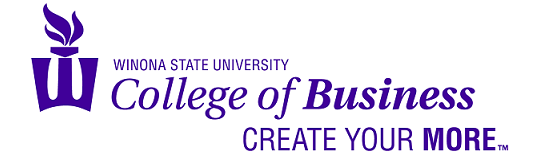 W
WINONA STATE UNIVERSITY
College of Business
CREATE YOUR MORE™